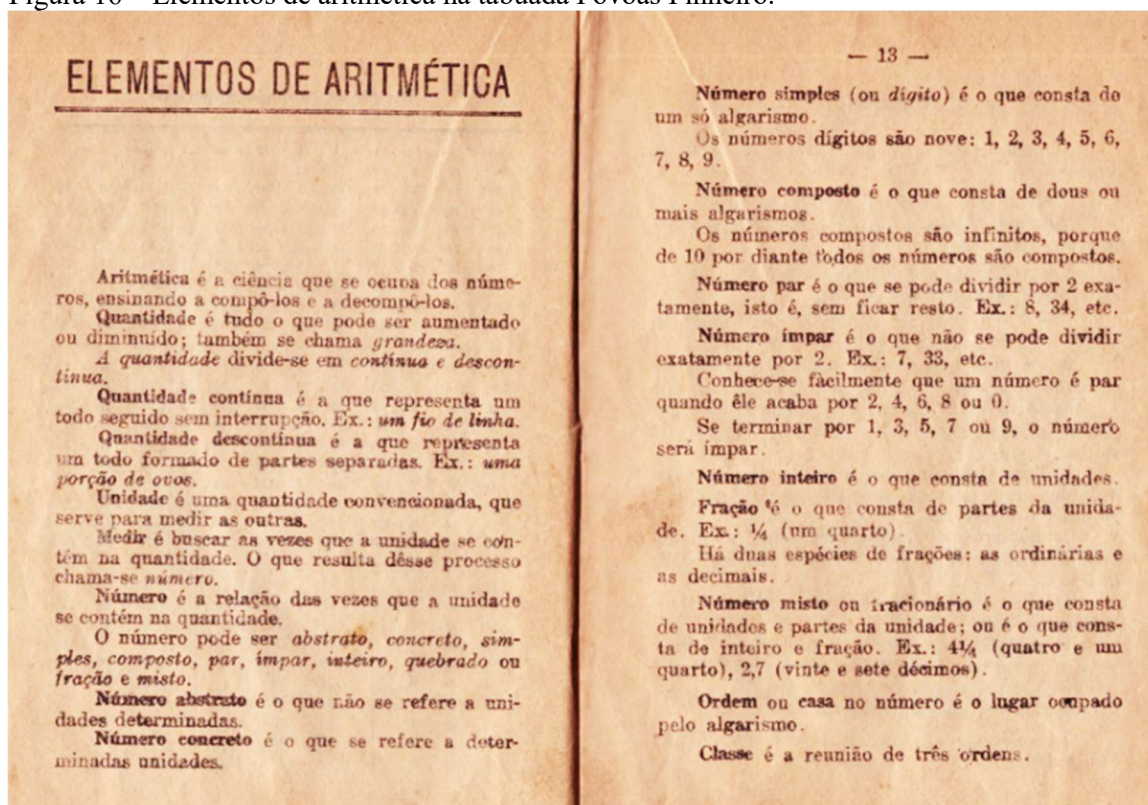 Figura 10 – Elementos de aritmética na tabuada Povoas Pinheiro.
ELEMENTOS DE ARITMÉTICA
Aritmética é a ciência que se ocupa dos núme-
ros, ensinando a compô-los e a decompô-los.
Quantidade é tudo o que pode ser aumentado
ou diminuído; também se chama grandeza.
A quantidade divide-se em contínua e descon-
tínua.
Quantidade contínua é a que representa um
todo seguido sem interrupção. Ex.: um fio de linha.
Quantidade descontínua é a que representa
um todo formado de partes separadas. Ex.: uma
porção de ovos.
Unidade é uma quantidade convencionada, que
serve para medir as outras.
Medir é buscar as vezes que a unidade se con-
tém na quantidade. O que resulta dêsse processo
chama-se número.
Número é a relação das vezes que a unidade
se contém na quantidade.
O número pode ser abstrato, concreto, sim-
ples, composto, par, ímpar, inteiro, quebrado ou
fração e misto.
Número abstrato é o que não se refere a uni-
dades determinadas.
Número concreto é o que se refere a deter-
minadas unidades.
— 13 —
Número simples (ou dígito) é o que consta de
um só algarismo.
Os números dígitos são nove: 1, 2, 3, 4, 5, 6,
7, 8, 9.
Número composto é o que consta de dous ou
mais algarismos.
Os números compostos são infinitos, porque
de 10 por diante todos os números são compostos.
Número par é o que se pode dividir por 2 exa-
tamente, isto é, sem ficar resto. Ex.: 8, 34, etc.
Número ímpar é o que não se pode dividir
exatamente por 2. Ex.: 7, 33, etc.
Conhece-se fàcilmente que um número é par
quando êle acaba por 2, 4, 6, 8 ou 0.
Se terminar por 1, 3, 5, 7 ou 9, o número
será ímpar.
Número inteiro é o que consta de unidades.
Fração é o que consta de partes da unida-
de. Ex.: ¼ (um quarto).
Há duas espécies de frações: as ordinárias e
as decimais.
Número misto ou fracionário é o que consta
de unidades e partes da unidade; ou é o que cons-
ta de inteiro e fração. Ex.: 4¼ (quatro e um
quarto), 2,7 (vinte e sete décimos).
Ordem ou casa no número é o lugar ocupado
pelo algarismo.
Classe é a reunião de três ordens.